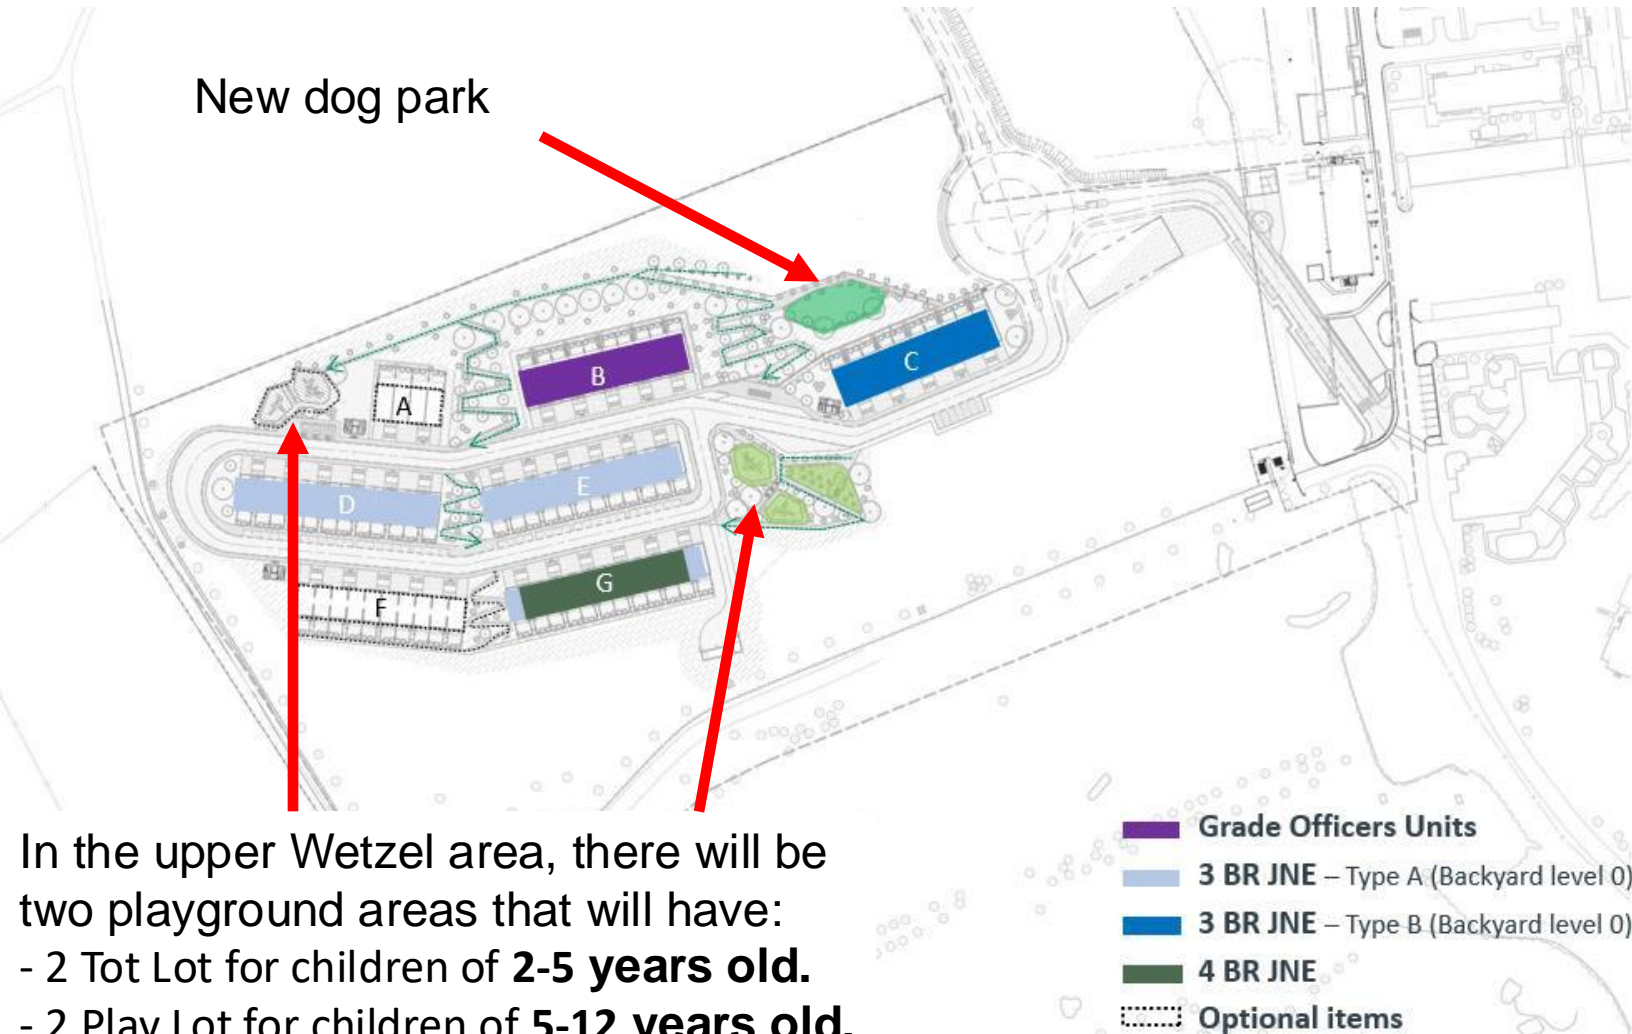 New dog park
B
C
A
E
D
G
F
In the upper Wetzel area, there will be
two playground areas that will have:
- 2 Tot Lot for children of 2-5 years old.
- 2 Play Lot for children of 5-12 years old.
Grade Officers Units
3 BR JNE – Type A (Backyard level 0)
3 BR JNE – Type B (Backyard level 0)
4 BR JNE
Optional items